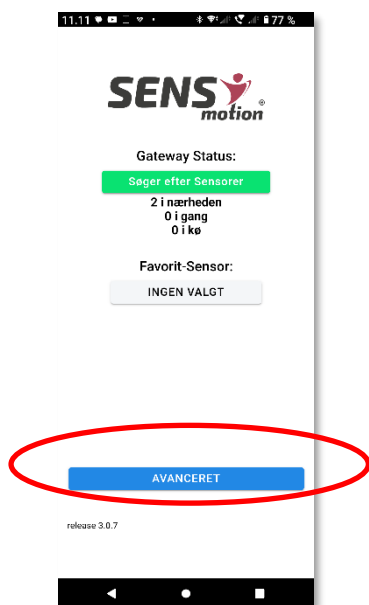 11.11
77 %
SENS
motion
®
Gateway Status:
Søger efter Sensorer
2 i nærheden
0 i gang
0 i kø
Favorit-Sensor:
INGEN VALGT
AVANCERET
release 3.0.7